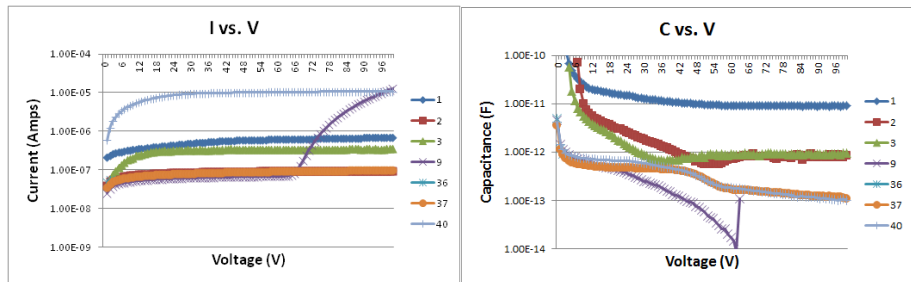 I vs. V
1.00E-04
0 6 12 18 24 30 36 42 48 54 60 66 72 78 84 90 96
1.00E-05
1.00E-06
1.00E-07
1.00E-08
1.00E-09
Current (Amps)
Voltage (V)
1
2
3
9
36
37
40
C vs. V
1.00E-10
0 6 12 18 24 30 36 42 48 54 60 66 72 78 84 90 96
1.00E-11
1.00E-12
1.00E-13
1.00E-14
Capacitance (F)
Voltage (V)
1
2
3
9
36
37
40